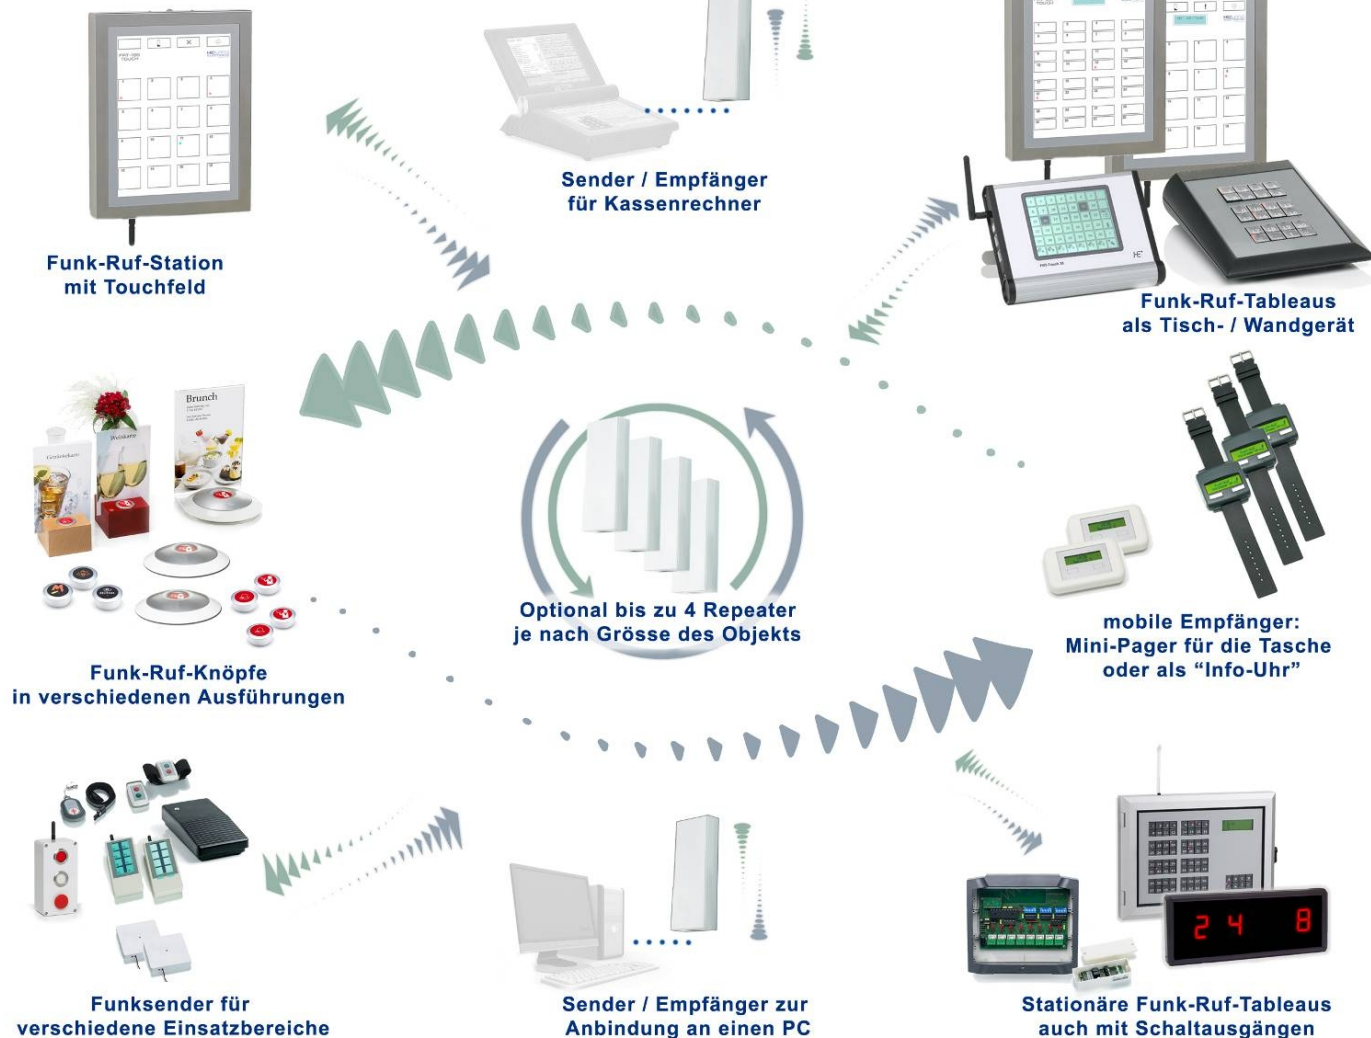 TOUCH
Sender / Empfänger
für Kassenrechner
Funk-Ruf-Station
mit Touchfeld
Funk-Ruf-Tableaus
als Tisch- / Wandgerät
Brunch
Weinkarte
Getränkekarte
Optional bis zu 4 Repeater
je nach Grösse des Objekts
mobile Empfänger:
Mini-Pager für die Tasche
oder als “Info-Uhr”
Funk-Ruf-Knöpfe
in verschiedenen Ausführungen
2 4 8
Funksender für
verschiedene Einsatzbereiche
Sender / Empfänger zur
Anbindung an einen PC
Stationäre Funk-Ruf-Tableaus
auch mit Schaltausgängen